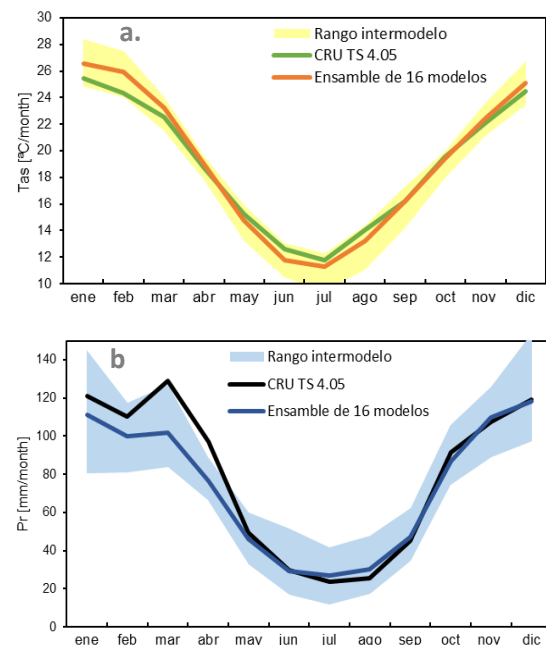 a.
Rango intermodelo
CRU TS 4.05
Ensamble de 16 modelos
Tas [ºC/month]
30
28
26
24
22
20
18
16
14
12
10
ene feb mar abr may jun jul ago sep oct nov dic
b
Rango intermodelo
CRU TS 4.05
Ensamble de 16 modelos
Pr [mm/month]
140
120
100
80
60
40
20
0
ene feb mar abr may jun jul ago sep oct nov dic